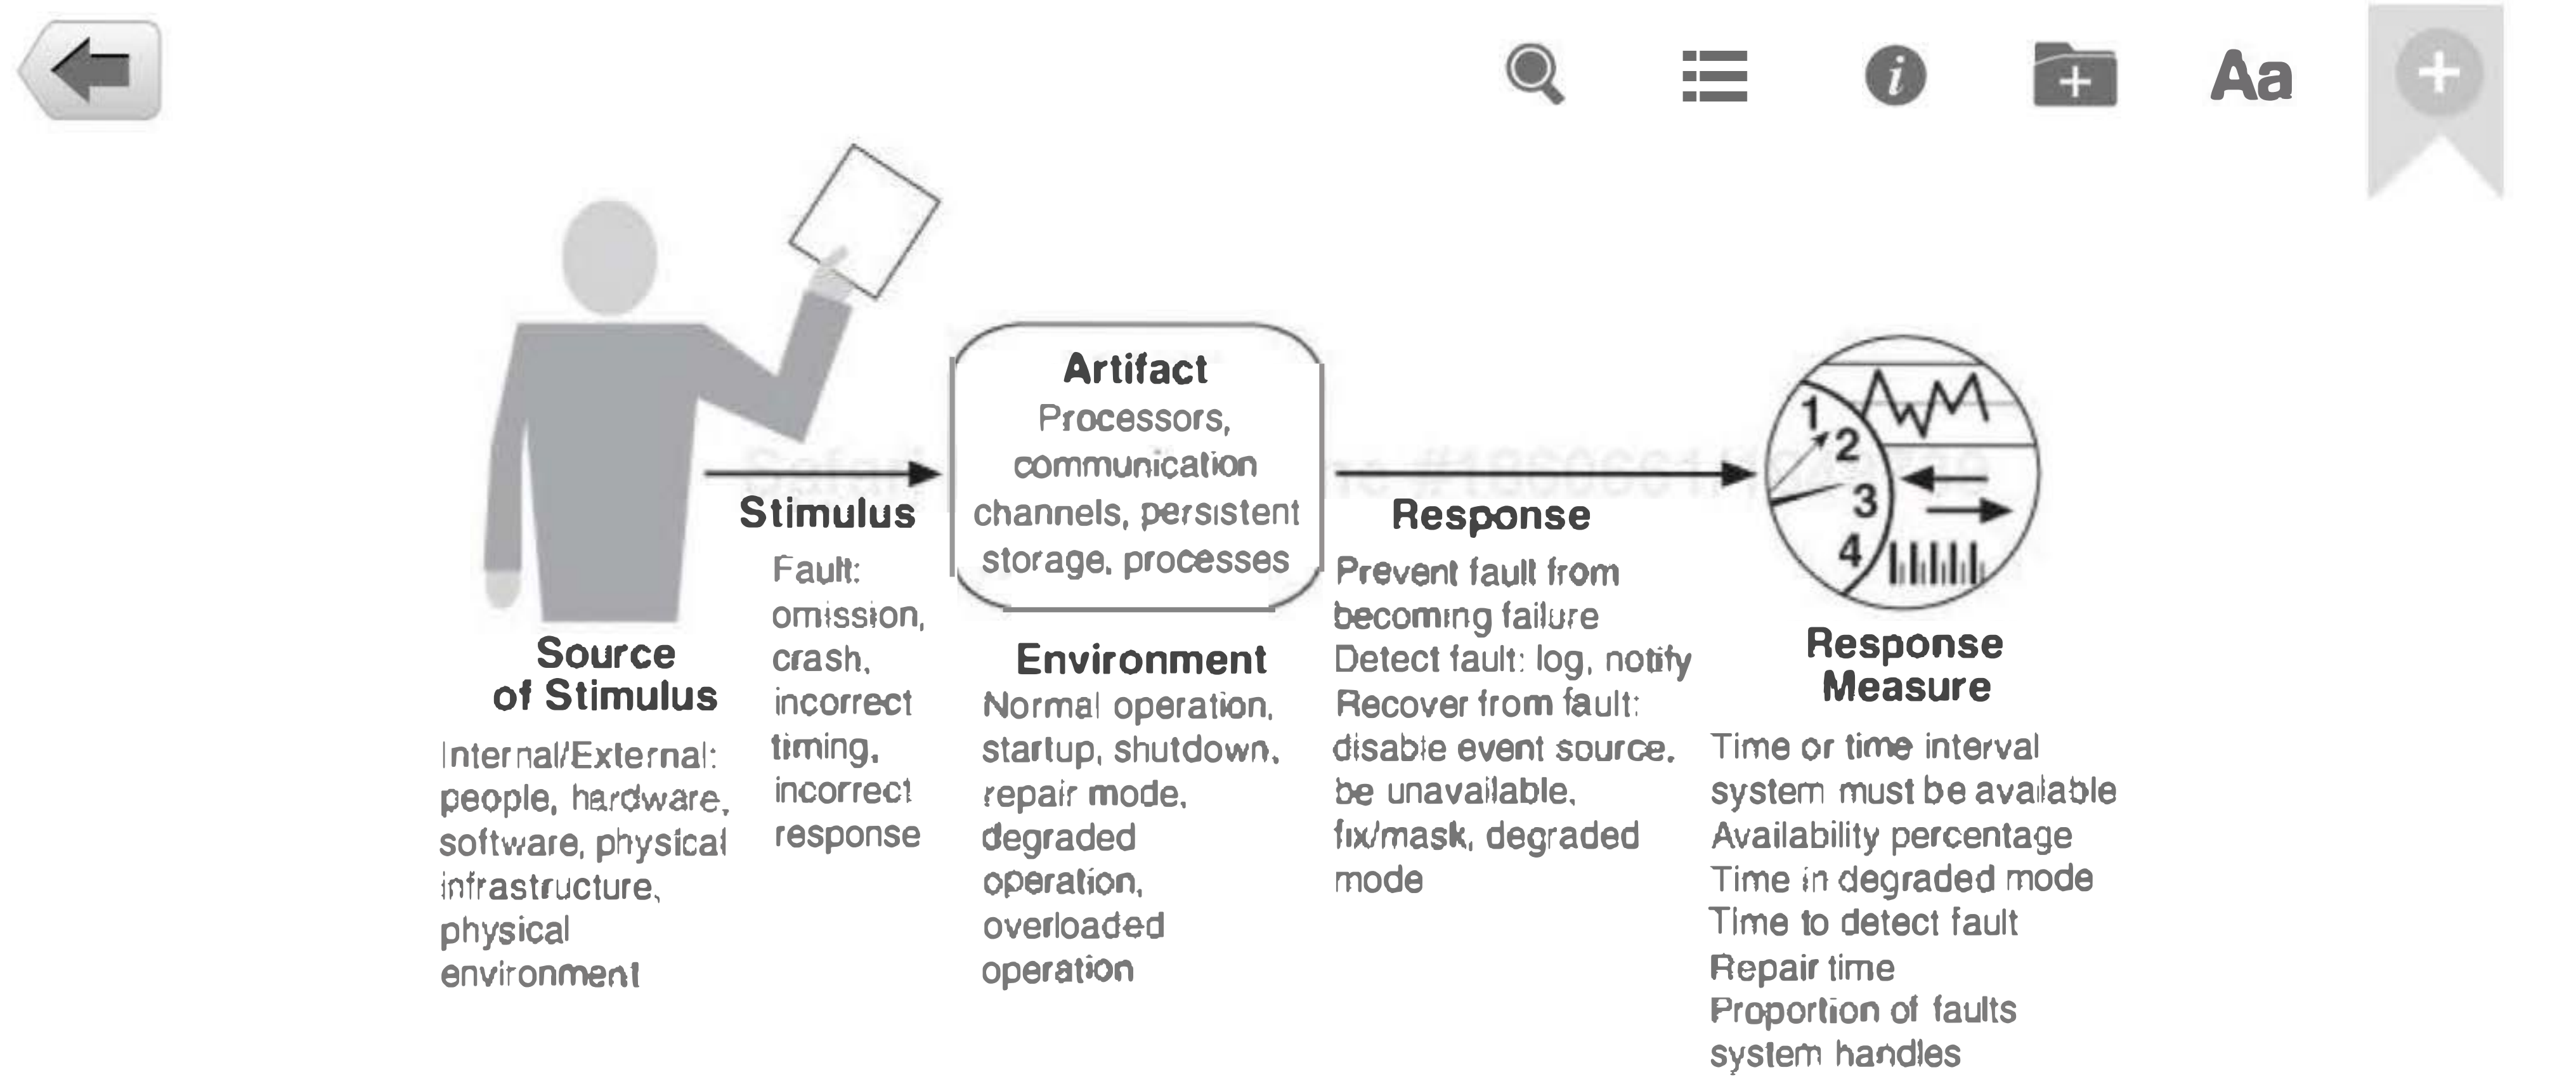 Aa
Artifact
Processors,
communication
channels, persistent
storage, processes
Stimulus
Fault:
omission,
crash,
incorrect
timing,
incorrect
response
Source
of Stimulus
Internal/External:
people, hardware,
software, physical
infrastructure,
physical
environment
Environment
Normal operation,
startup, shutdown,
repair mode,
degraded
operation,
overloaded
operation
Response
Prevent fault from
becoming failure
Detect fault: log, notify
Recover from fault:
disable event source,
be unavailable,
fix/mask, degraded
mode
1
2
3
4
Response
Measure
Time or time interval
system must be available
Availability percentage
Time in degraded mode
Time to detect fault
Repair time
Proportion of faults
system handles